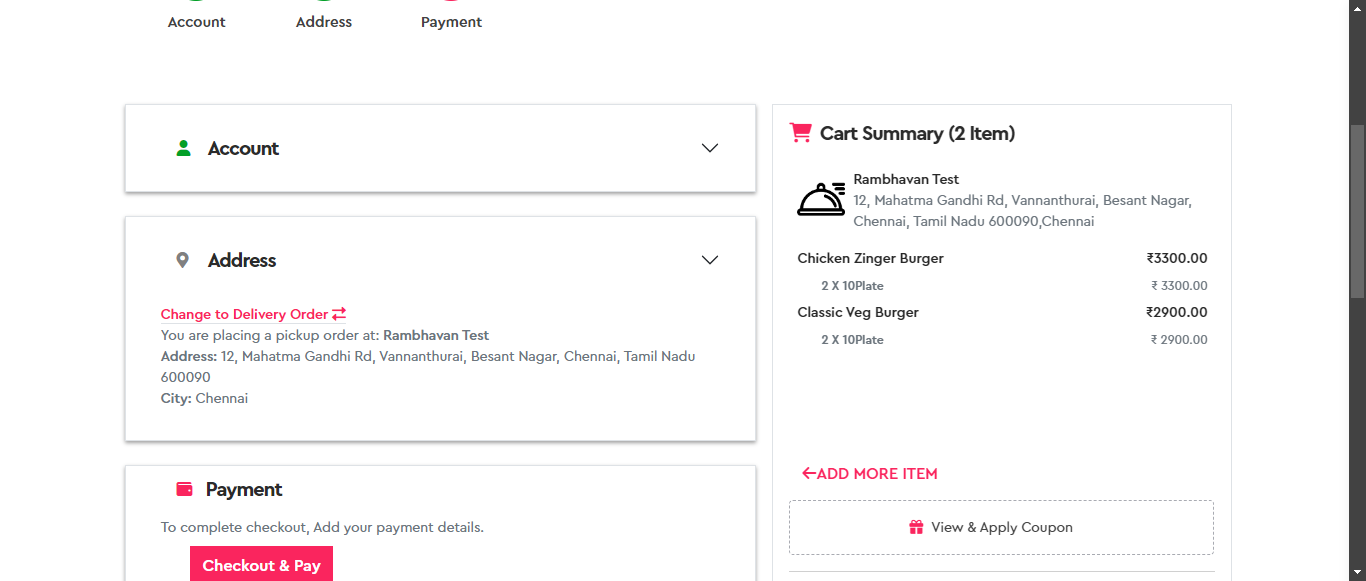 Account
Address
Payment
Account
Address
Change to Delivery Order
You are placing a pickup order at: Rambhavan Test
Address: 12, Mahatma Gandhi Rd, Vannanthurai, Besant Nagar, Chennai, Tamil Nadu
600090
City: Chennai
Payment
To complete checkout, Add your payment details.
Checkout & Pay
Cart Summary (2 Item)
Rambhavan Test
12, Mahatma Gandhi Rd, Vannanthurai, Besant Nagar,
Chennai, Tamil Nadu 600090,Chennai
Chicken Zinger Burger ₹3300.00
2 X 10Plate ₹ 3300.00
Classic Veg Burger ₹2900.00
2 X 10Plate ₹ 2900.00
ADD MORE ITEM
View & Apply Coupon